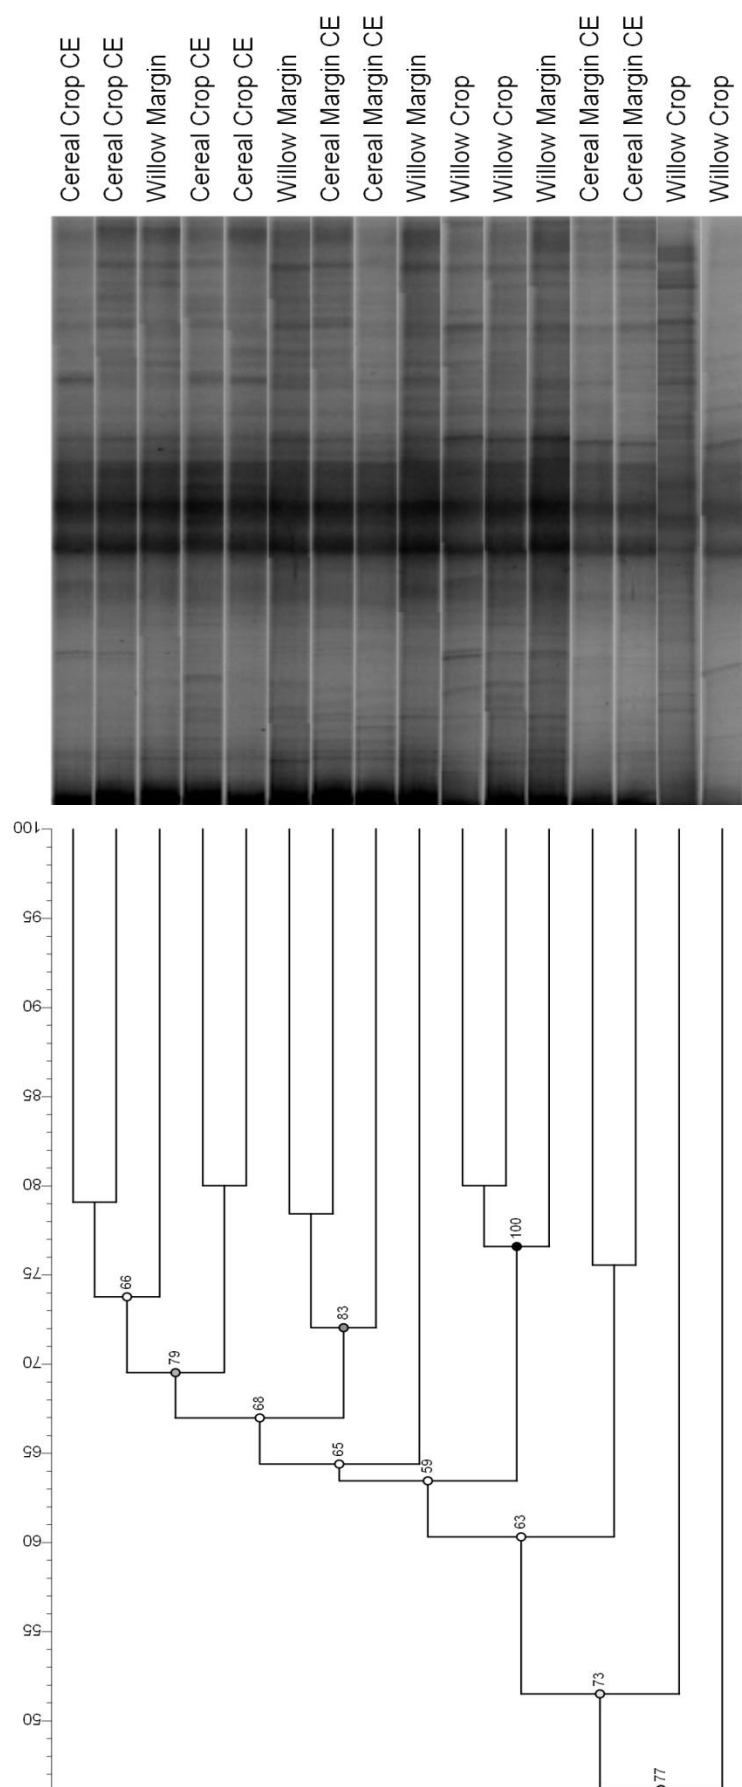 Cereal Crop CE
Cereal Crop CE
Willow Margin
Cereal Crop CE
Cereal Crop CE
Willow Margin
Cereal Margin CE
Cereal Margin CE
Willow Margin
Willow Crop
Willow Crop
Willow Margin
Cereal Margin CE
Cereal Margin CE
Willow Crop
Willow Crop
100
95
90
85
80
75
70
65
60
55
50
100
66
83
79
68
65
59
63
73
77